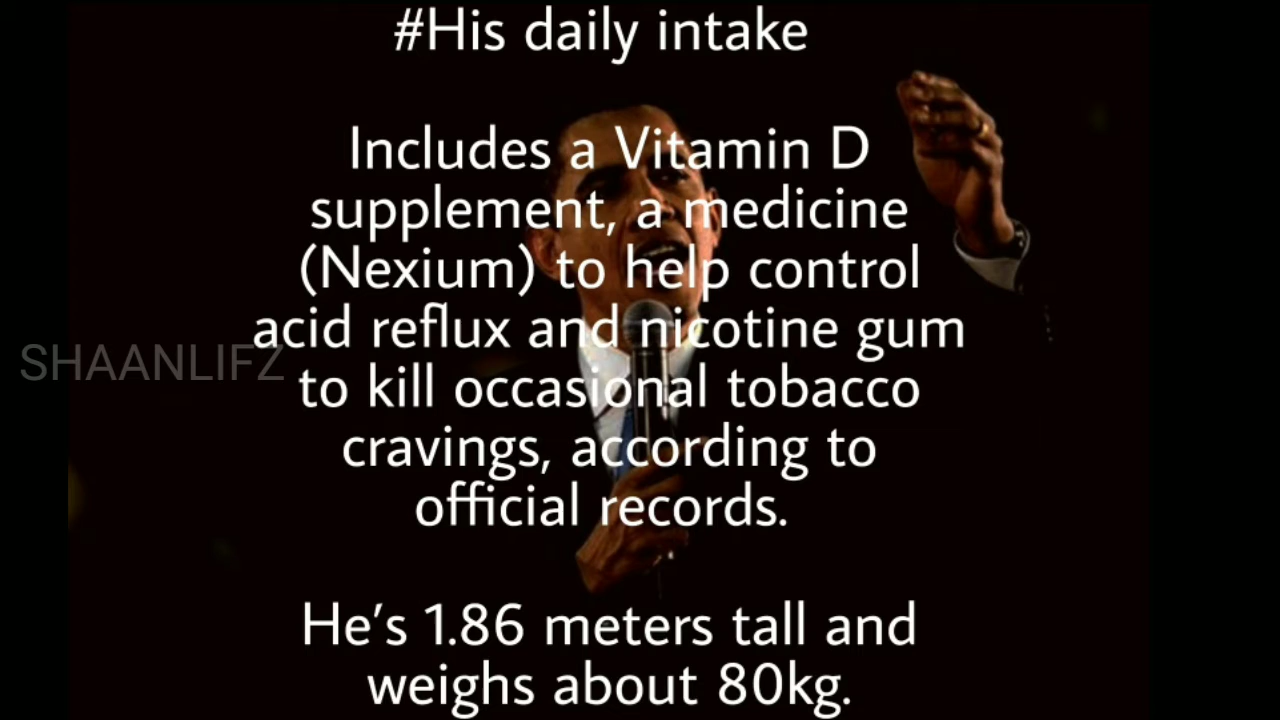 #His daily intake
Includes a Vitamin D
supplement, a medicine
(Nexium) to help control
acid reflux and nicotine gum
SHAANLIFZ
to kill occasional tobacco
cravings, according to
official records.
He's 1.86 meters tall and
weighs about 80kg.